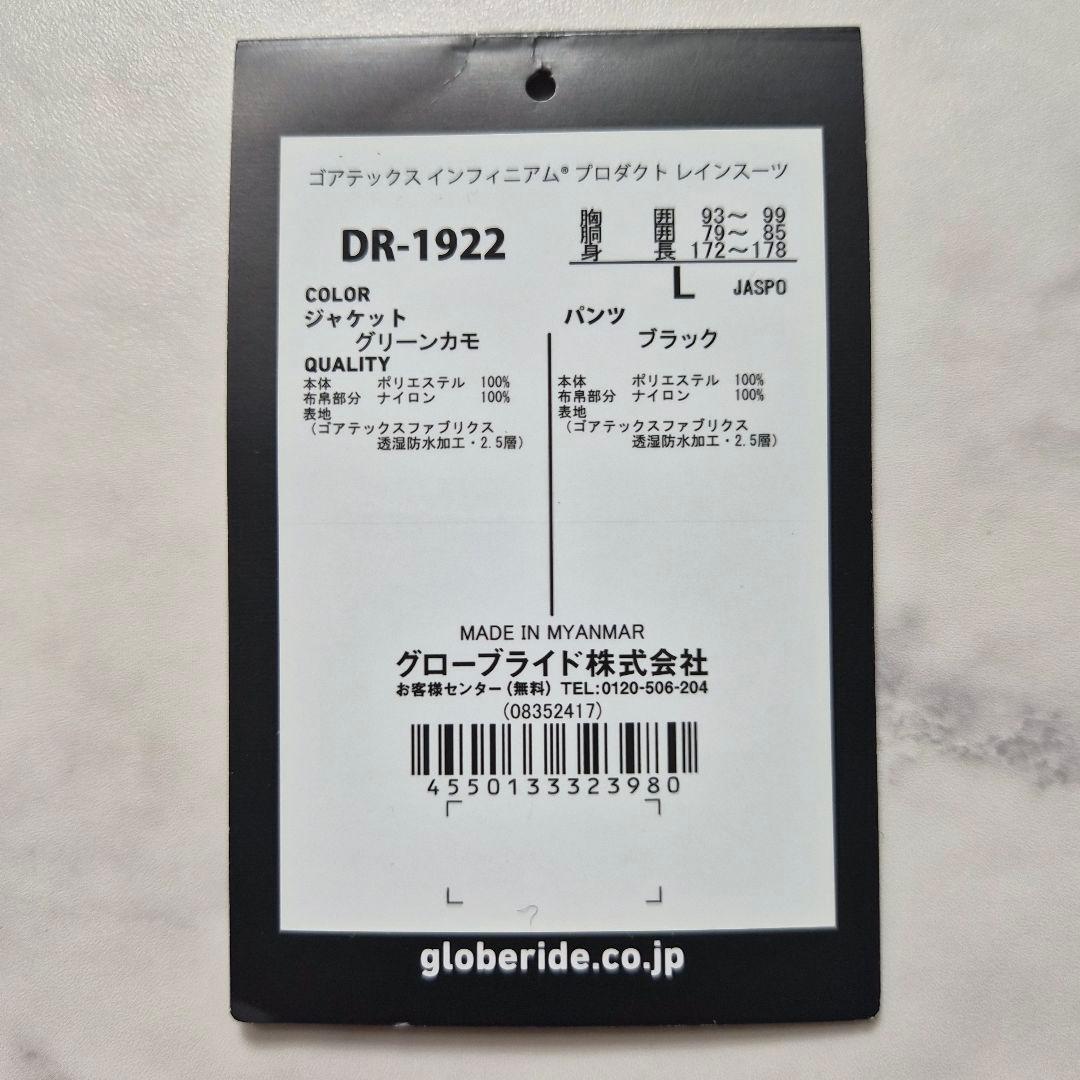 ゴアテックス インフィニアム® プロダクト レインスーツ
DR-1922
胸 囲 93〜 99
胴 囲 79〜 85
身 長 172〜178
L JASPO
COLOR
ジャケット
グリーンカモ
QUALITY
本体 ポリエステル 100%
布帛部分 ナイロン 100%
表地
(ゴアテックスファブリクス
透湿防水加工・2.5層)
パンツ
ブラック
本体 ポリエステル 100%
布帛部分 ナイロン 100%
表地
(ゴアテックスファブリクス
透湿防水加工・2.5層)
MADE IN MYANMAR
グローブライド株式会社
お客様センター(無料) TEL:0120-506-204
(08352417)
4550133323980
globeride.co.jp